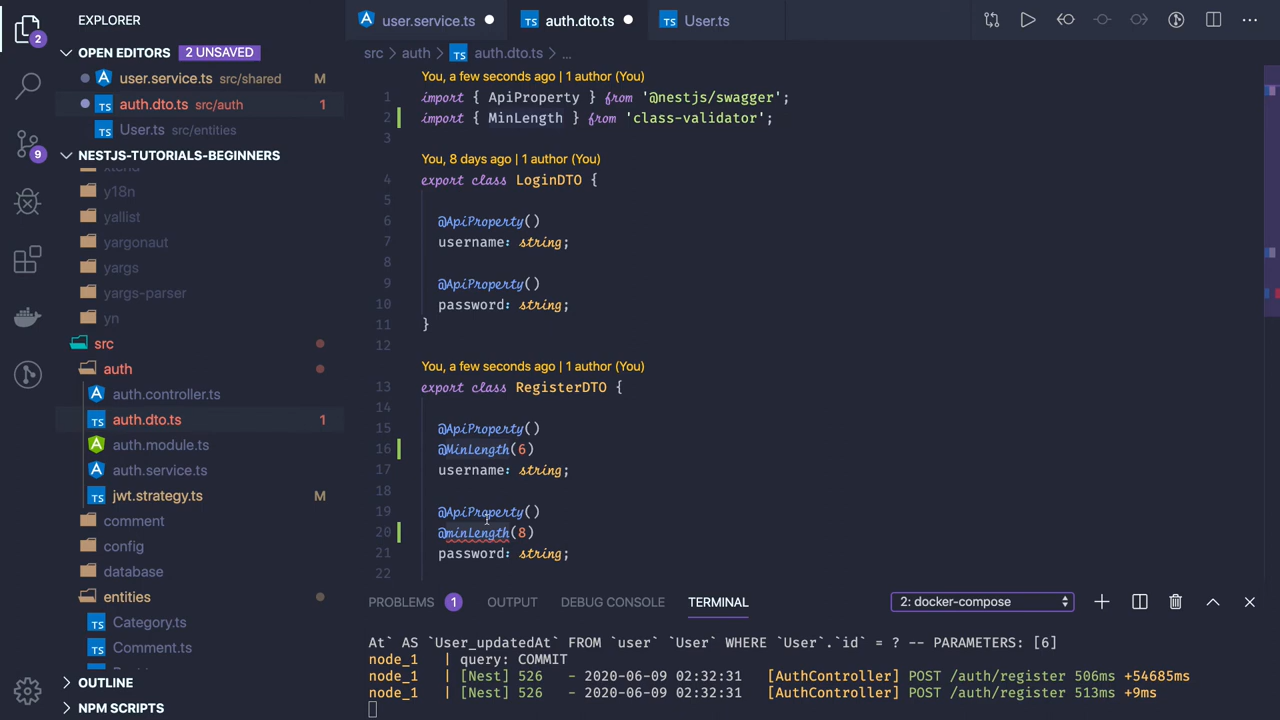 EXPLORER
2
OPEN EDITORS 2 UNSAVED
user.service.ts src/shared M
auth.dto.ts src/auth 1
User.ts src/entities
9
NESTJS-TUTORIALS-BEGINNERS
xtend
y18n
yallist
yargonaut
yargs
yargs-parser
yn
src
auth
auth.controller.ts
auth.dto.ts 1
auth.module.ts
auth.service.ts
jwt.strategy.ts M
comment
config
database
entities
Category.ts
Comment.ts
OUTLINE
NPM SCRIPTS
user.service.ts
auth.dto.ts
User.ts
src > auth > auth.dto.ts > ...
You, a few seconds ago | 1 author (You)
1 import { ApiProperty } from '@nestjs/swagger';
2 import { MinLength } from 'class-validator';
3
You, 8 days ago | 1 author (You)
4 export class LoginDTO {
5
6 @ApiProperty()
7 username: string;
8
9 @ApiProperty()
10 password: string;
11 }
12
You, a few seconds ago | 1 author (You)
13 export class RegisterDTO {
14
15 @ApiProperty()
16 @MinLength(6)
17 username: string;
18
19 @ApiProperty()
20 @minLength(8)
21 password: string;
22
PROBLEMS 1 OUTPUT DEBUG CONSOLE TERMINAL 2: docker-compose
At` AS `User_updatedAt` FROM `user` `User` WHERE `User`.`id` = ? -- PARAMETERS: [6]
node_1 | query: COMMIT
node_1 | [Nest] 526 - 2020-06-09 02:32:31 [AuthController] POST /auth/register 506ms +54685ms
node_1 | [Nest] 526 - 2020-06-09 02:32:31 [AuthController] POST /auth/register 513ms +9ms